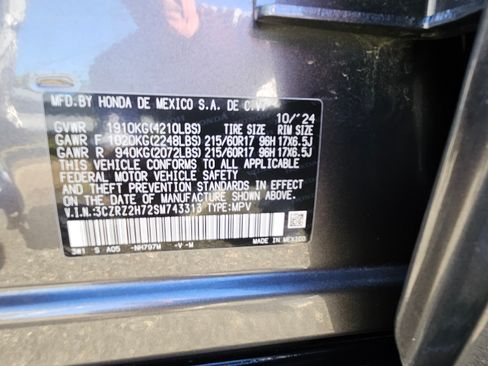 MFD.BY HONDA DE MEXICO S.A. DE C.V. 10/'24
GVWR 1910KG(4210LBS) TIRE SIZE RIM SIZE
GAWR F 1020KG(2248LBS) 215/60R17 96H 17X6.5J
GAWR R 940KG(2072LBS) 215/60R17 96H 17X6.5J
THIS VEHICLE CONFORMS TO ALL APPLICABLE
FEDERAL MOTOR VEHICLE SAFETY
STANDARDS IN EFFECT ON
THE DATE OF MANUFACTURE SHOWN ABOVE.
V.I.N.:3CZRZ2H72SM743313 TYPE:MPV
A05 -NH797M -V-M
MADE IN MEXICO